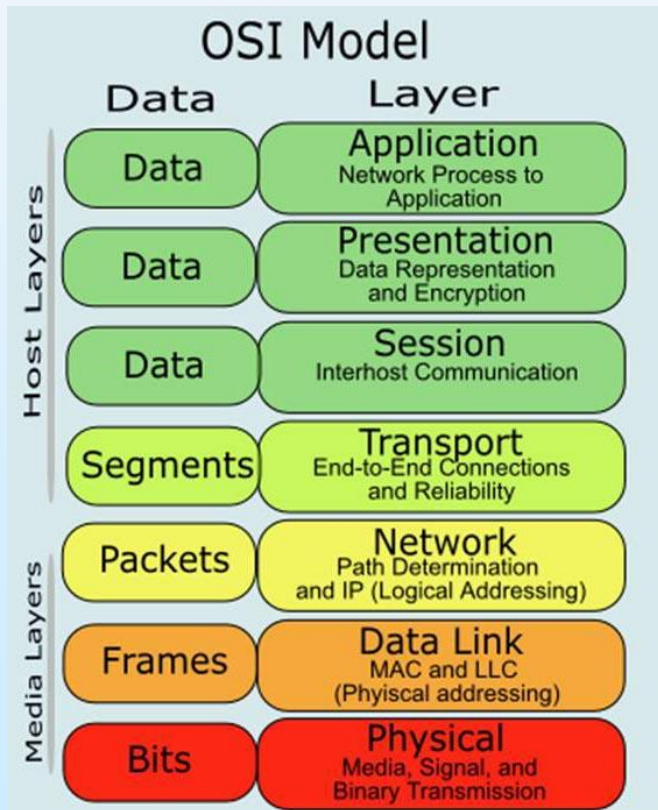 OSI Model
Data Layer
Host Layers
Data
Application
Network Process to
Application
Data
Presentation
Data Representation
and Encryption
Data
Session
Interhost Communication
Segments
Transport
End-to-End Connections
and Reliability
Media Layers
Packets
Network
Path Determination
and IP (Logical Addressing)
Frames
Data Link
MAC and LLC
(Phyiscal addressing)
Bits
Physical
Media, Signal, and
Binary Transmission